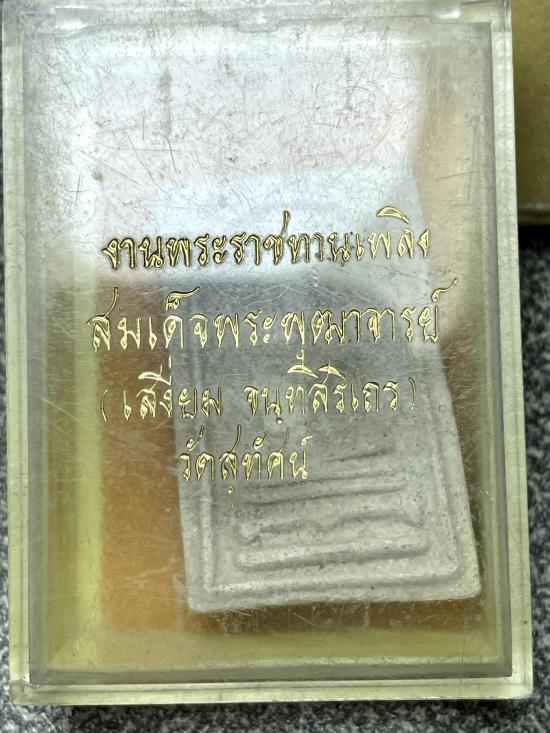 งานพระราชทานเพลิง
สมเด็จพระพุฒาจารย์
(เสงี่ยม จนฺทสิริเถร)
วัดสุทัศน์